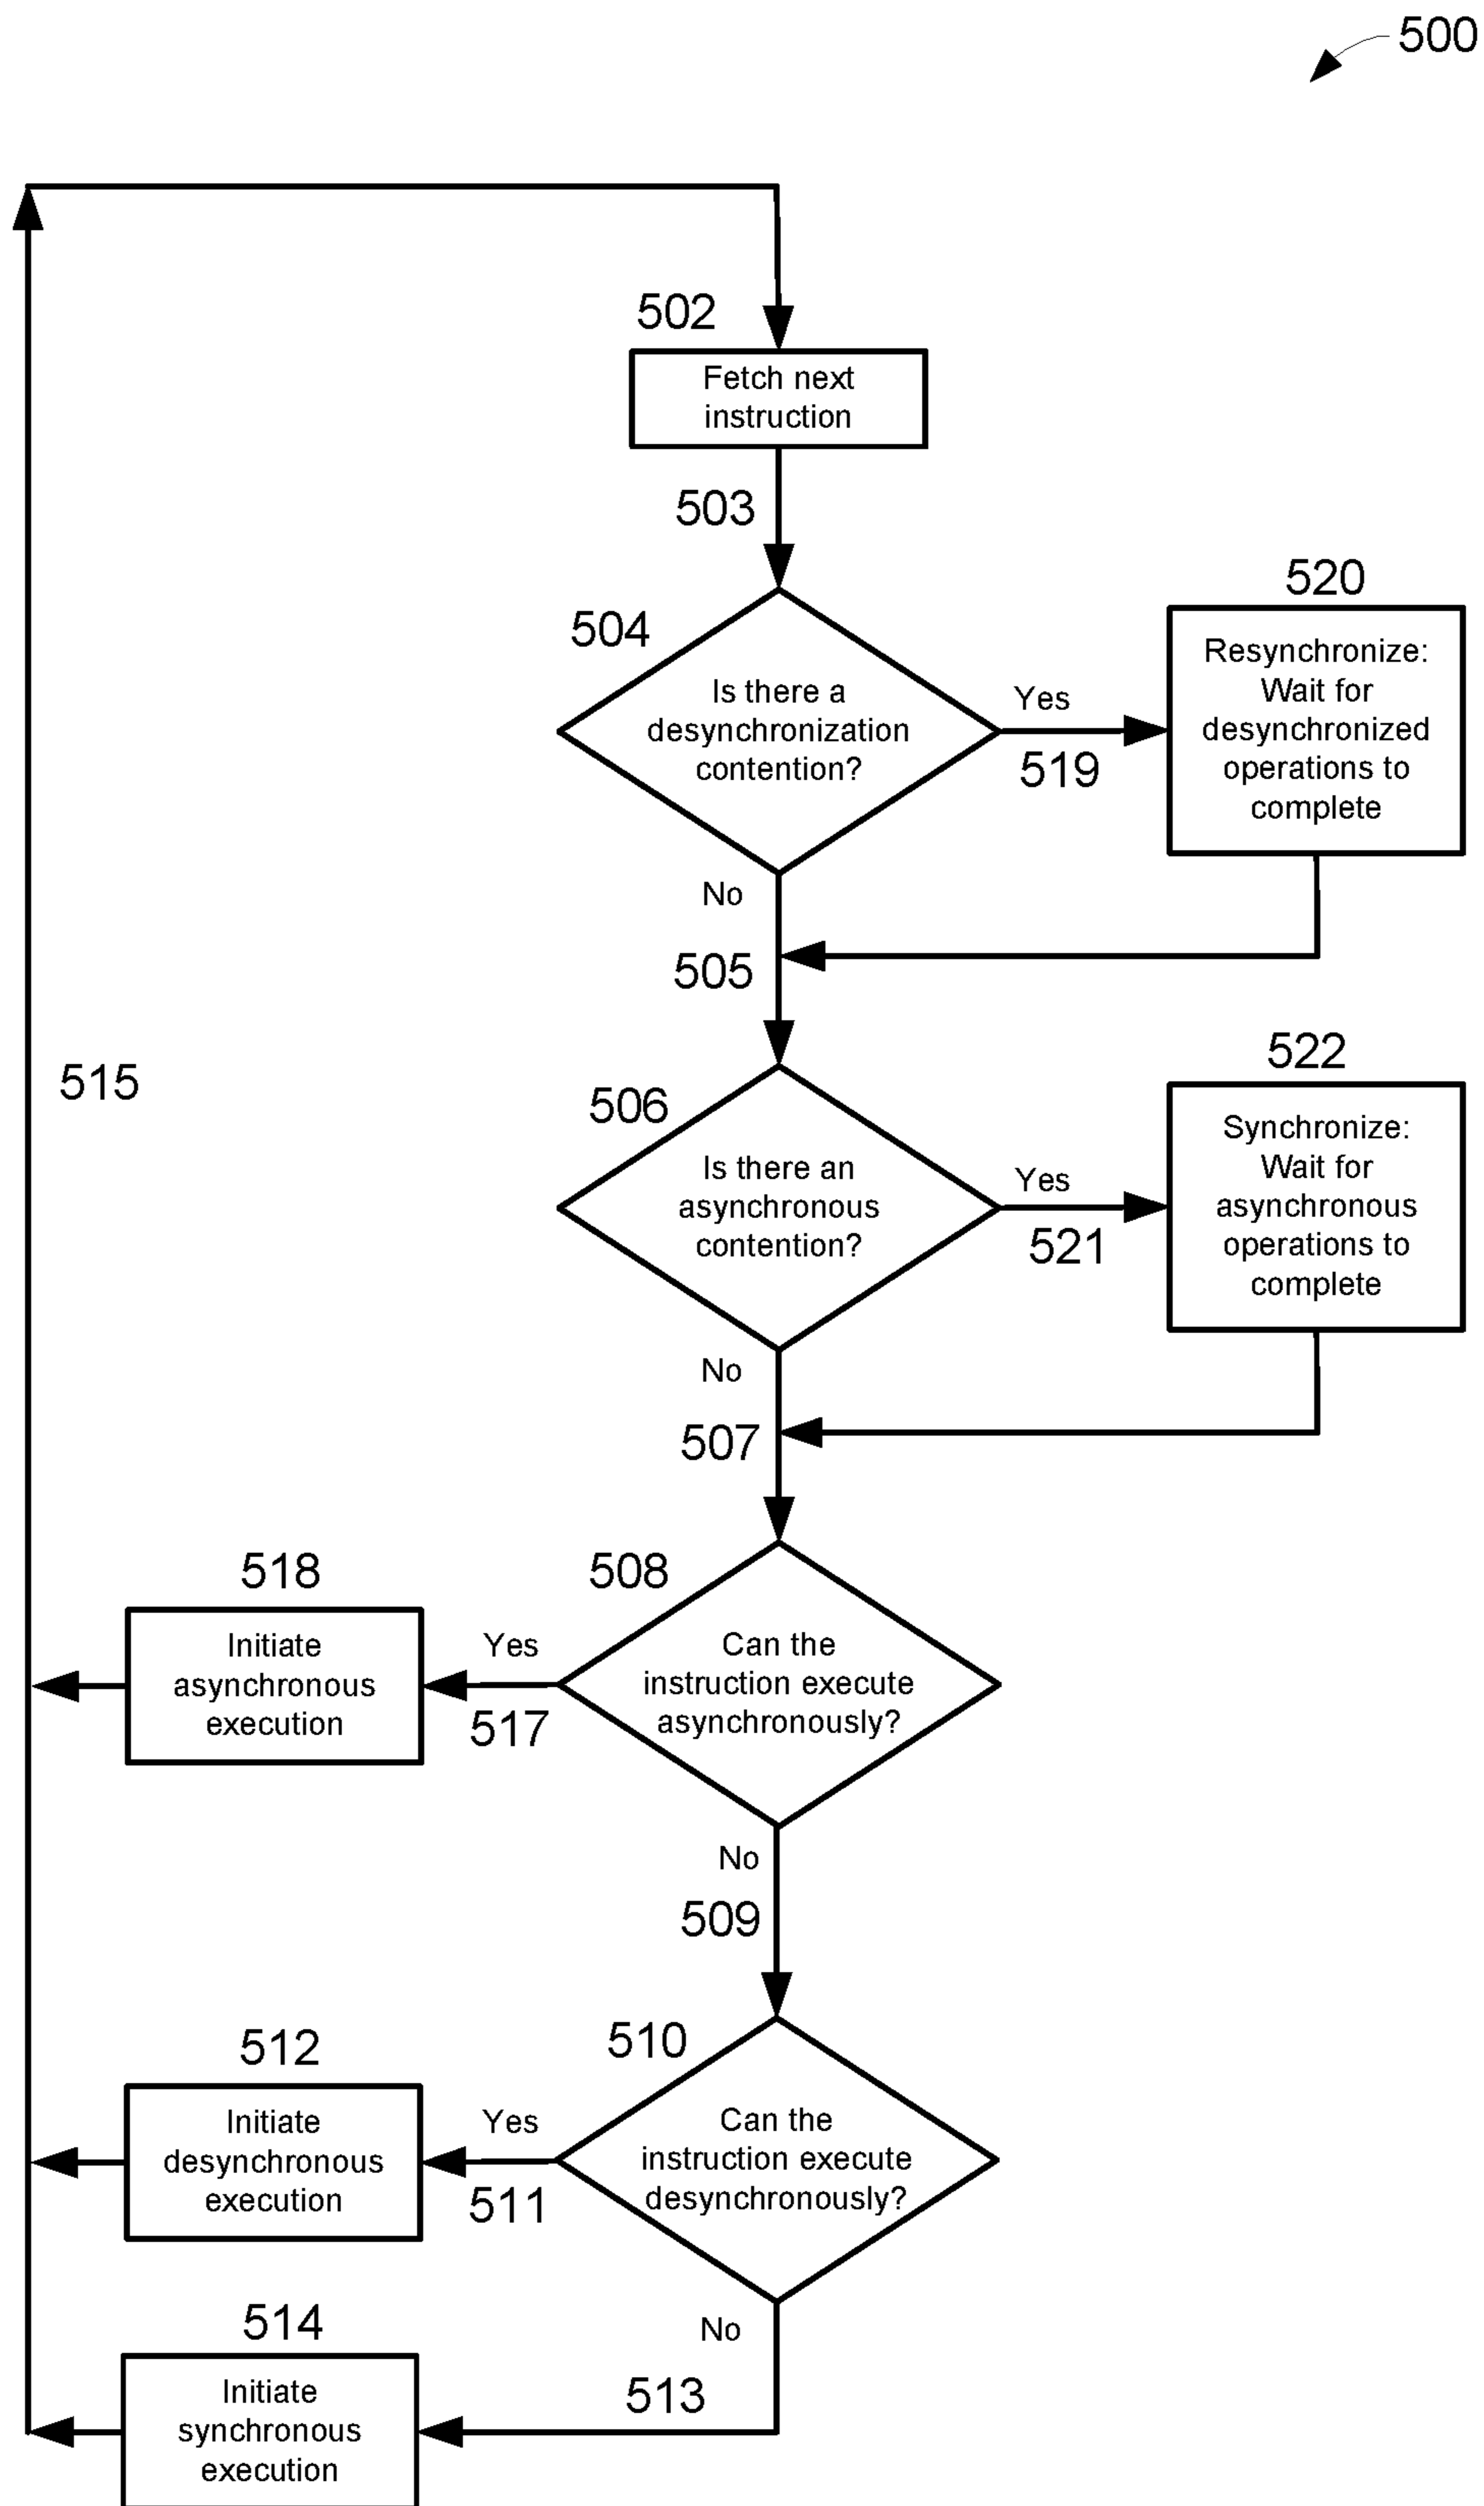 500
502
Fetch next
instruction
503
504
Is there a
desynchronization
contention?
Yes
519
520
Resynchronize:
Wait for
desynchronized
operations to
complete
No
505
515
506
Is there an
asynchronous
contention?
Yes
521
522
Synchronize:
Wait for
asynchronous
operations to
complete
No
507
508
Can the
instruction execute
asynchronously?
Yes
517
518
Initiate
asynchronous
execution
No
509
510
Can the
instruction execute
desynchronously?
Yes
511
512
Initiate
desynchronous
execution
No
513
514
Initiate
synchronous
execution